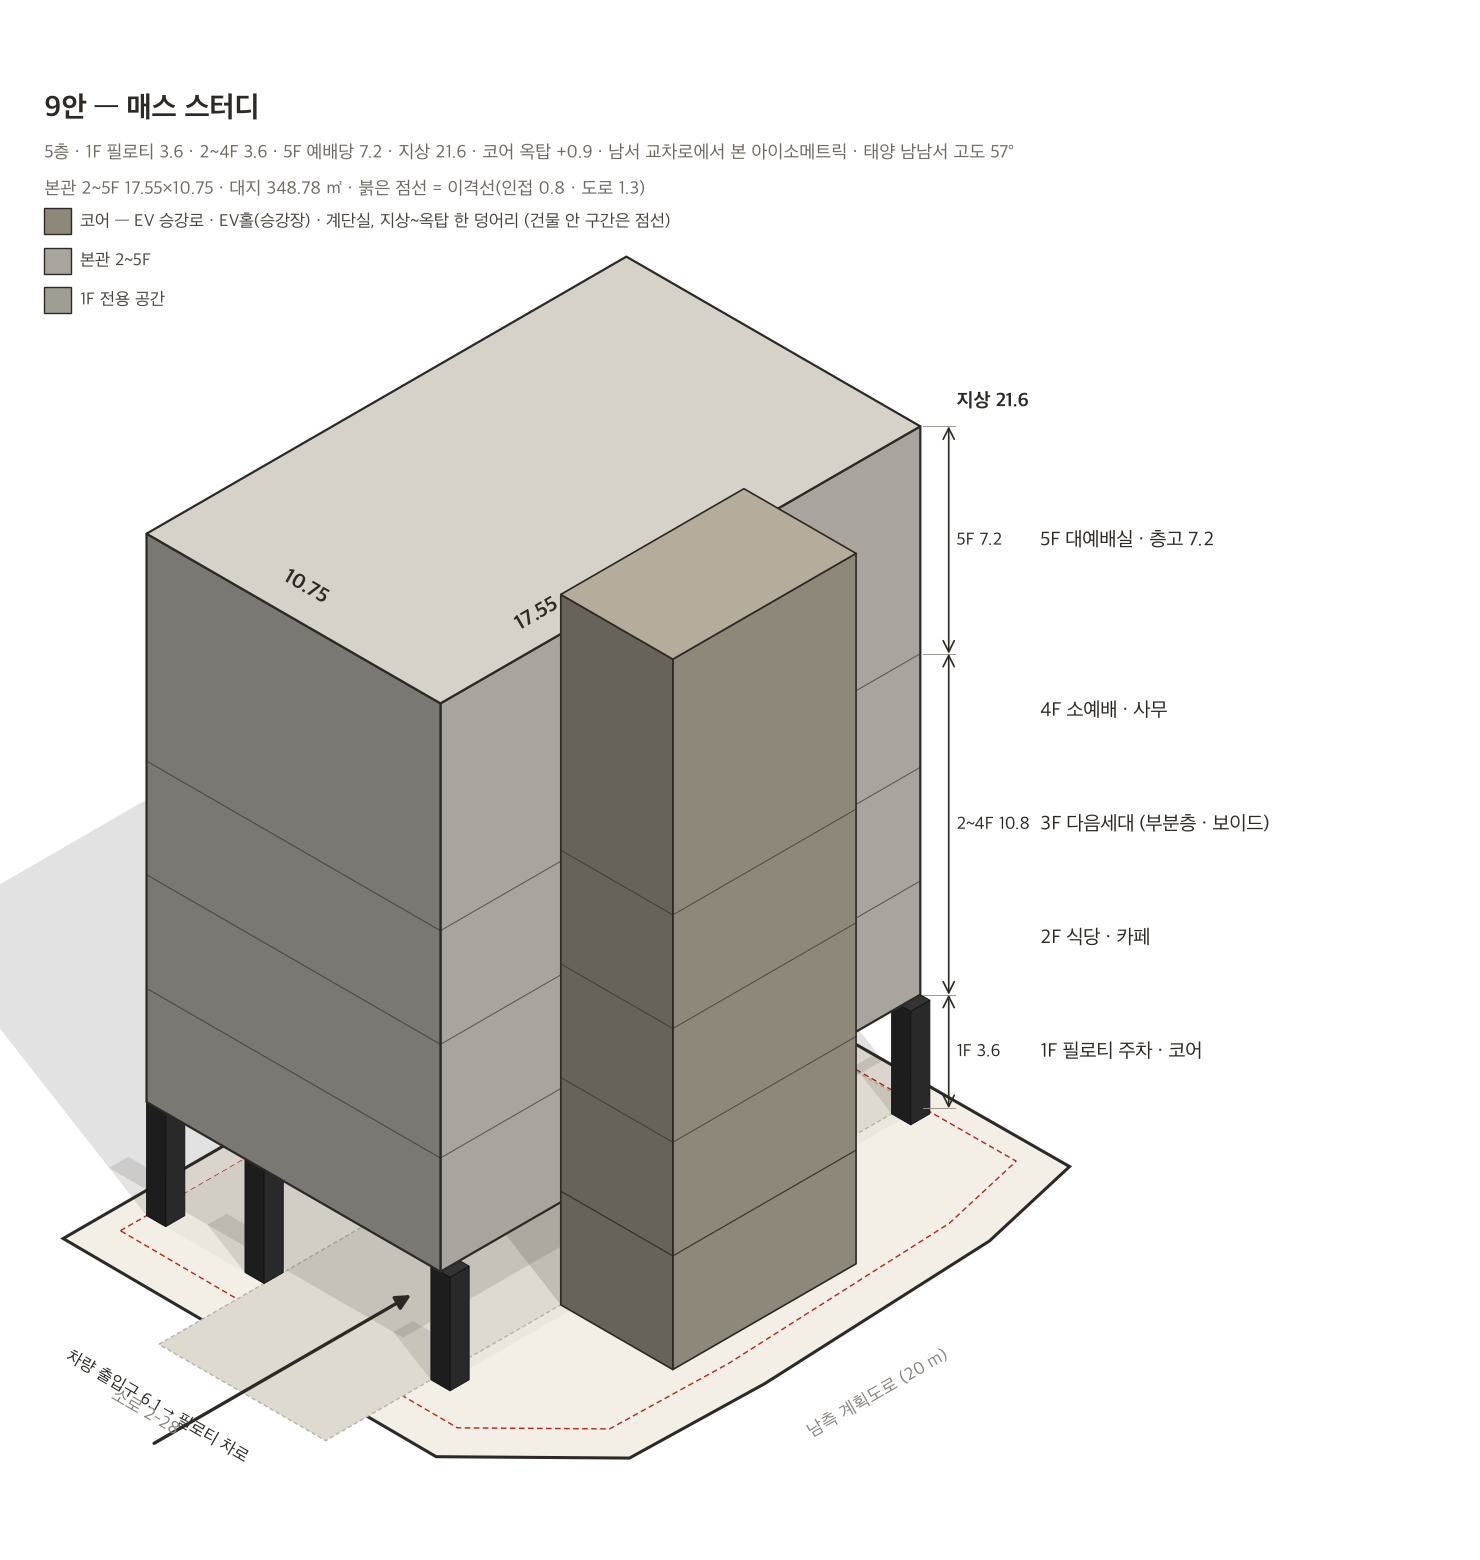 9안 — 매스 스터디
5층 · 1F 필로티 3.6 · 2~4F 3.6 · 5F 예배당 7.2 · 지상 21.6 · 코어 옥탑 +0.9 · 남서 교차로에서 본 아이소메트릭 · 태양 남남서 고도 57°
본관 2~5F 17.55×10.75 · 대지 348.78 ㎡ · 붉은 점선 = 이격선(인접 0.8 · 도로 1.3)
코어 — EV 승강로 · EV홀(승강장) · 계단실, 지상~옥탑 한 덩어리 (건물 안 구간은 점선)
본관 2~5F
1F 전용 공간
지상 21.6
5F 7.2 5F 대예배실 · 층고 7.2
10.75
17.55
4F 소예배 · 사무
2~4F 10.8 3F 다음세대 (부분층 · 보이드)
2F 식당 · 카페
1F 3.6 1F 필로티 주차 · 코어
차량 출입구 6.1 → 필로티 차로
소로 2-28
남측 계획도로 (20 m)